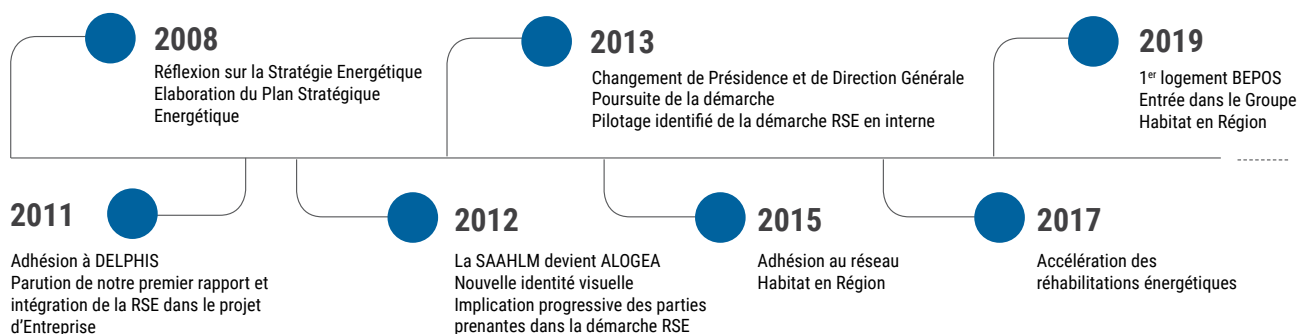 2008
Réflexion sur la Stratégie Energétique
Elaboration du Plan Stratégique
Energétique
2011
Adhésion à DELPHIS
Parution de notre premier rapport et
intégration de la RSE dans le projet
d'Entreprise
2012
La SAAHLM devient ALOGEA
Nouvelle identité visuelle
Implication progressive des parties
prenantes dans la démarche RSE
2013
Changement de Présidence et de Direction Générale
Poursuite de la démarche
Pilotage identifié de la démarche RSE en interne
2015
Adhésion au réseau
Habitat en Région
2017
Accélération des
réhabilitations énergétiques
2019
1er logement BEPOS
Entrée dans le Groupe
Habitat en Région